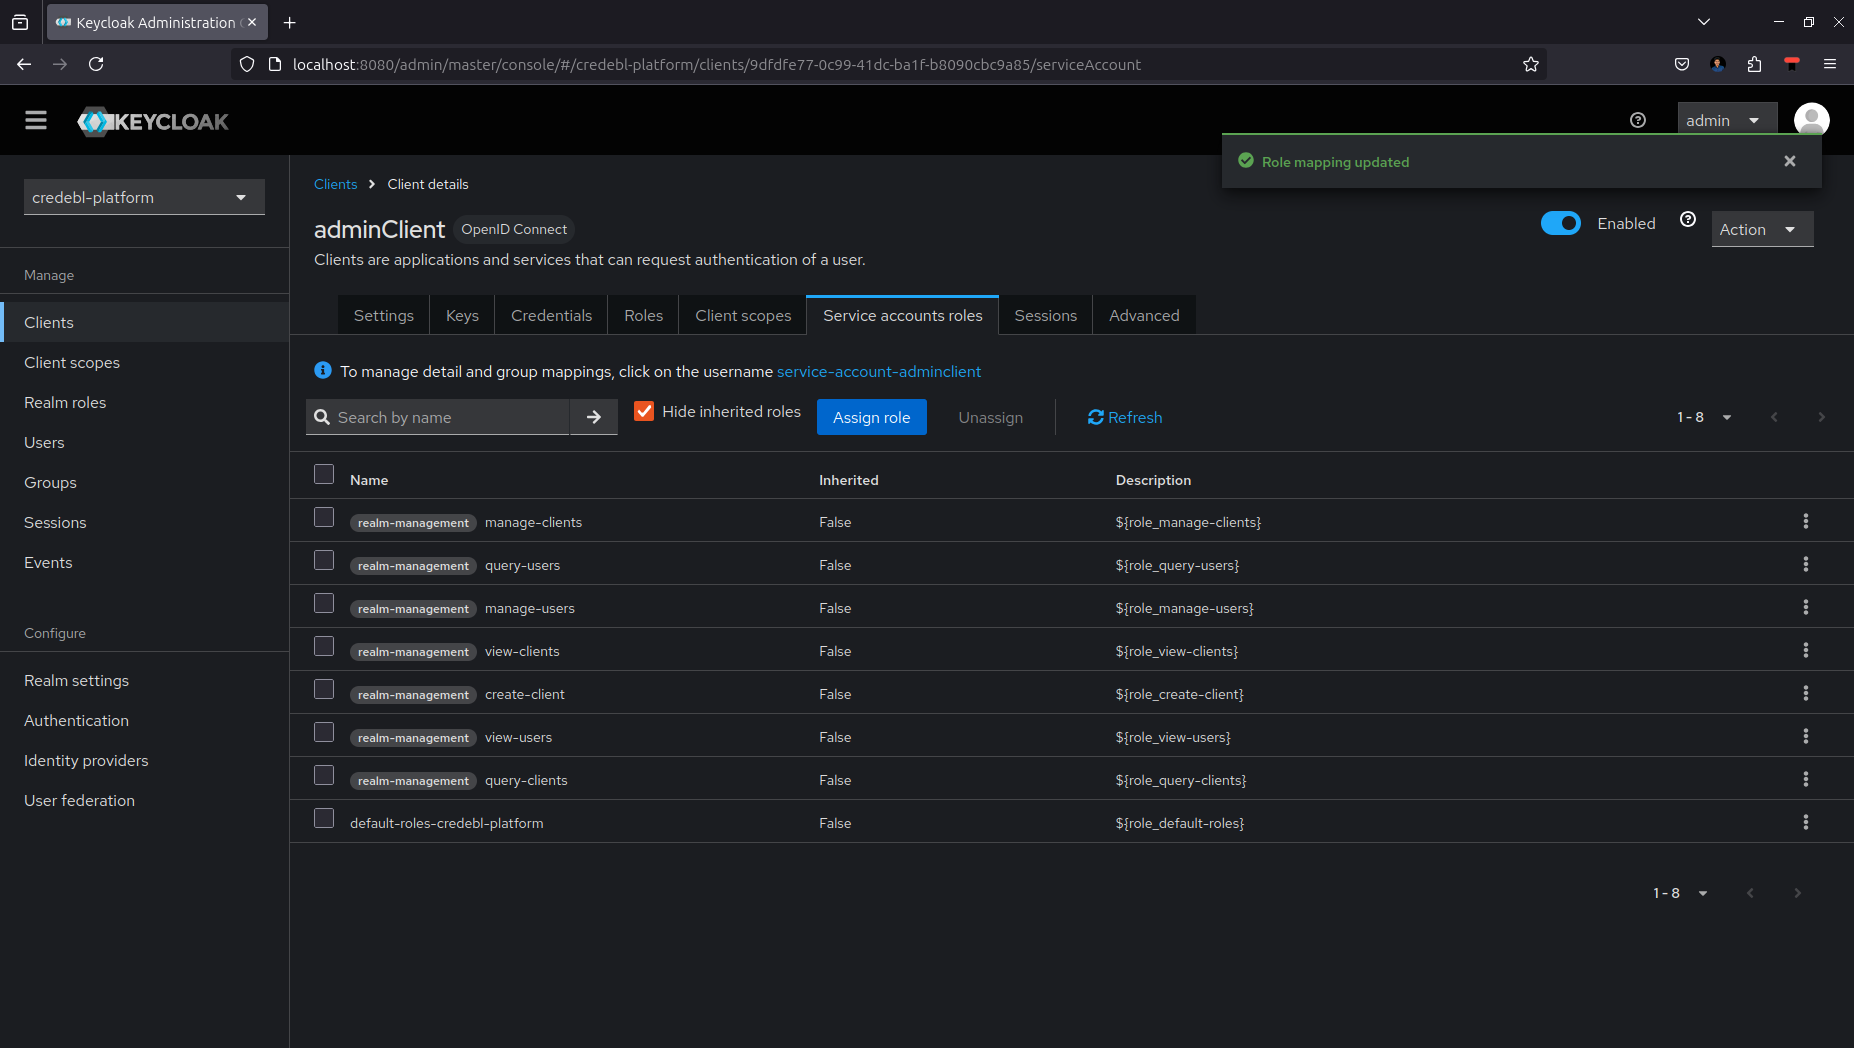 Keycloak Administration
localhost:8080/admin/master/console/#/credebl-platform/clients/9dfdfe77-0c99-41dc-ba1f-b8090cbc9a85/serviceAccount
KEYCLOAK
admin
Role mapping updated
credebl-platform
Manage
Clients
Client scopes
Realm roles
Users
Groups
Sessions
Events
Configure
Realm settings
Authentication
Identity providers
User federation
Clients Client details
adminClient OpenID Connect
Enabled
Action
Clients are applications and services that can request authentication of a user.
Settings Keys Credentials Roles Client scopes Service accounts roles Sessions Advanced
To manage detail and group mappings, click on the username service-account-adminclient
Search by name Hide inherited roles Assign role Unassign Refresh 1 - 8
Name Inherited Description
realm-management manage-clients False ${role_manage-clients}
realm-management query-users False ${role_query-users}
realm-management manage-users False ${role_manage-users}
realm-management view-clients False ${role_view-clients}
realm-management create-client False ${role_create-client}
realm-management view-users False ${role_view-users}
realm-management query-clients False ${role_query-clients}
default-roles-credebl-platform False ${role_default-roles}
1 - 8